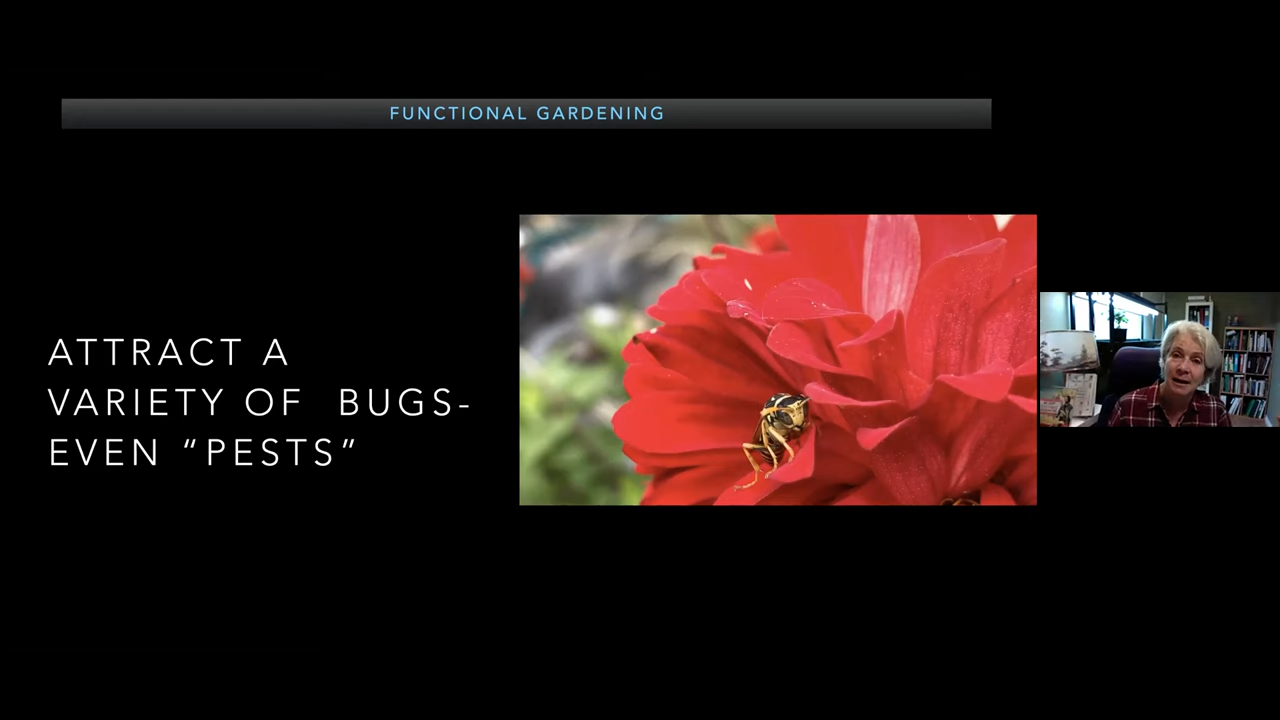 FUNCTIONAL GARDENING
ATTRACT A
VARIETY OF BUGS-
EVEN “PESTS”